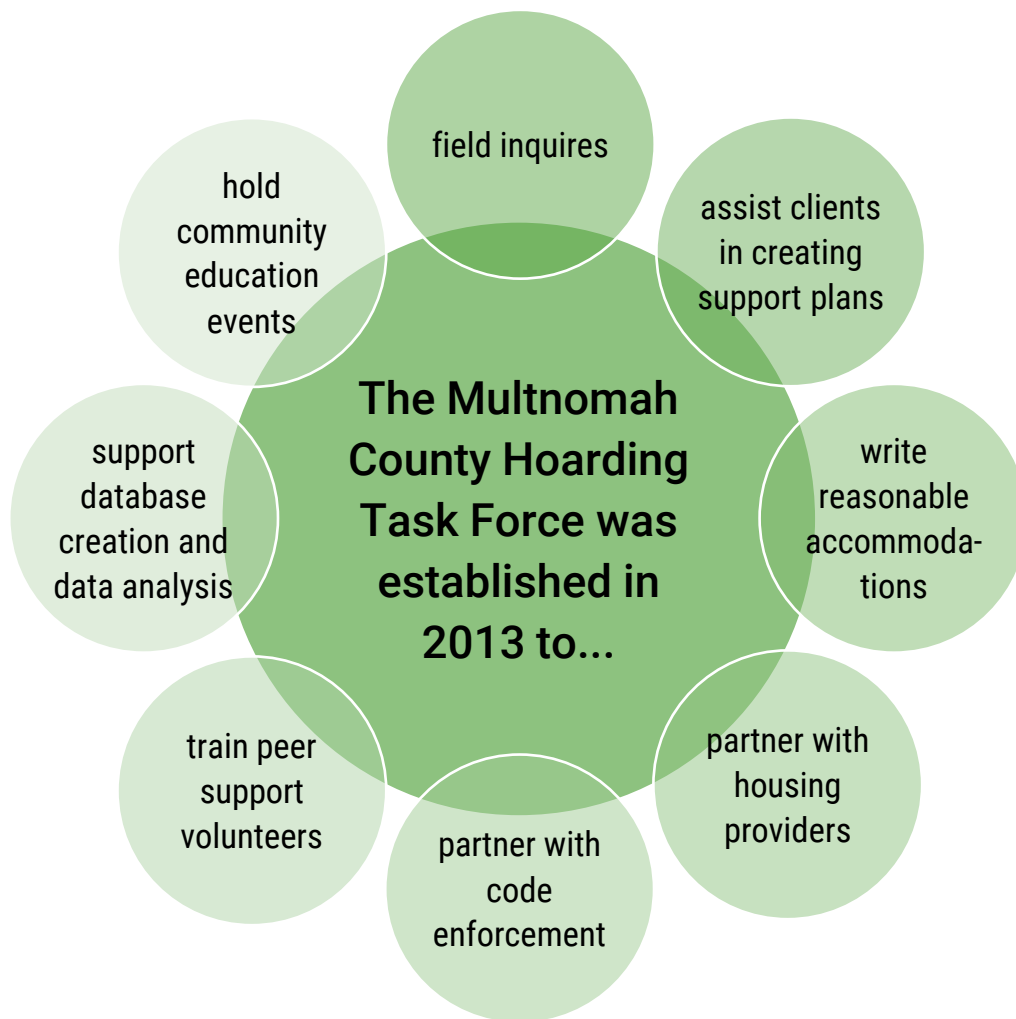 The Multnomah
County Hoarding
Task Force was
established in
2013 to...
field inquires
assist clients
in creating
support plans
write
reasonable
accommoda-
tions
partner with
housing
providers
partner with
code
enforcement
train peer
support
volunteers
support
database
creation and
data analysis
hold
community
education
events